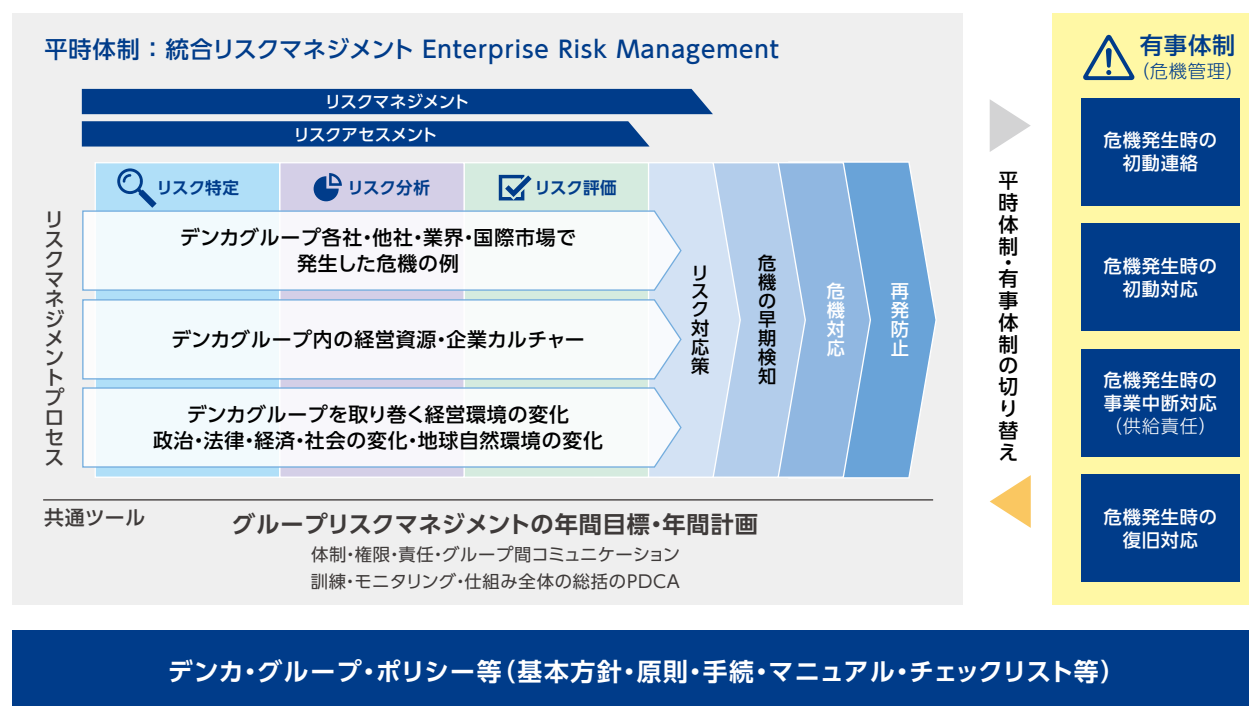 平時体制：統合リスクマネジメント Enterprise Risk Management
リスクマネジメント
リスクアセスメント
リスク特定
リスク分析
リスク評価
リスクマネジメントプロセス
デンカグループ各社・他社・業界・国際市場で
発生した危機の例
デンカグループ内の経営資源・企業カルチャー
デンカグループを取り巻く経営環境の変化
政治・法律・経済・社会の変化・地球自然環境の変化
リスク対応策
危機の早期検知
危機対応
再発防止
共通ツール
グループリスクマネジメントの年間目標・年間計画
体制・権限・責任・グループ間コミュニケーション
訓練・モニタリング・仕組み全体の総括のPDCA
平時体制・有事体制の切り替え
有事体制
（危機管理）
危機発生時の
初動連絡
危機発生時の
初動対応
危機発生時の
事業中断対応
（供給責任）
危機発生時の
復旧対応
デンカ・グループ・ポリシー等（基本方針・原則・手続・マニュアル・チェックリスト等）